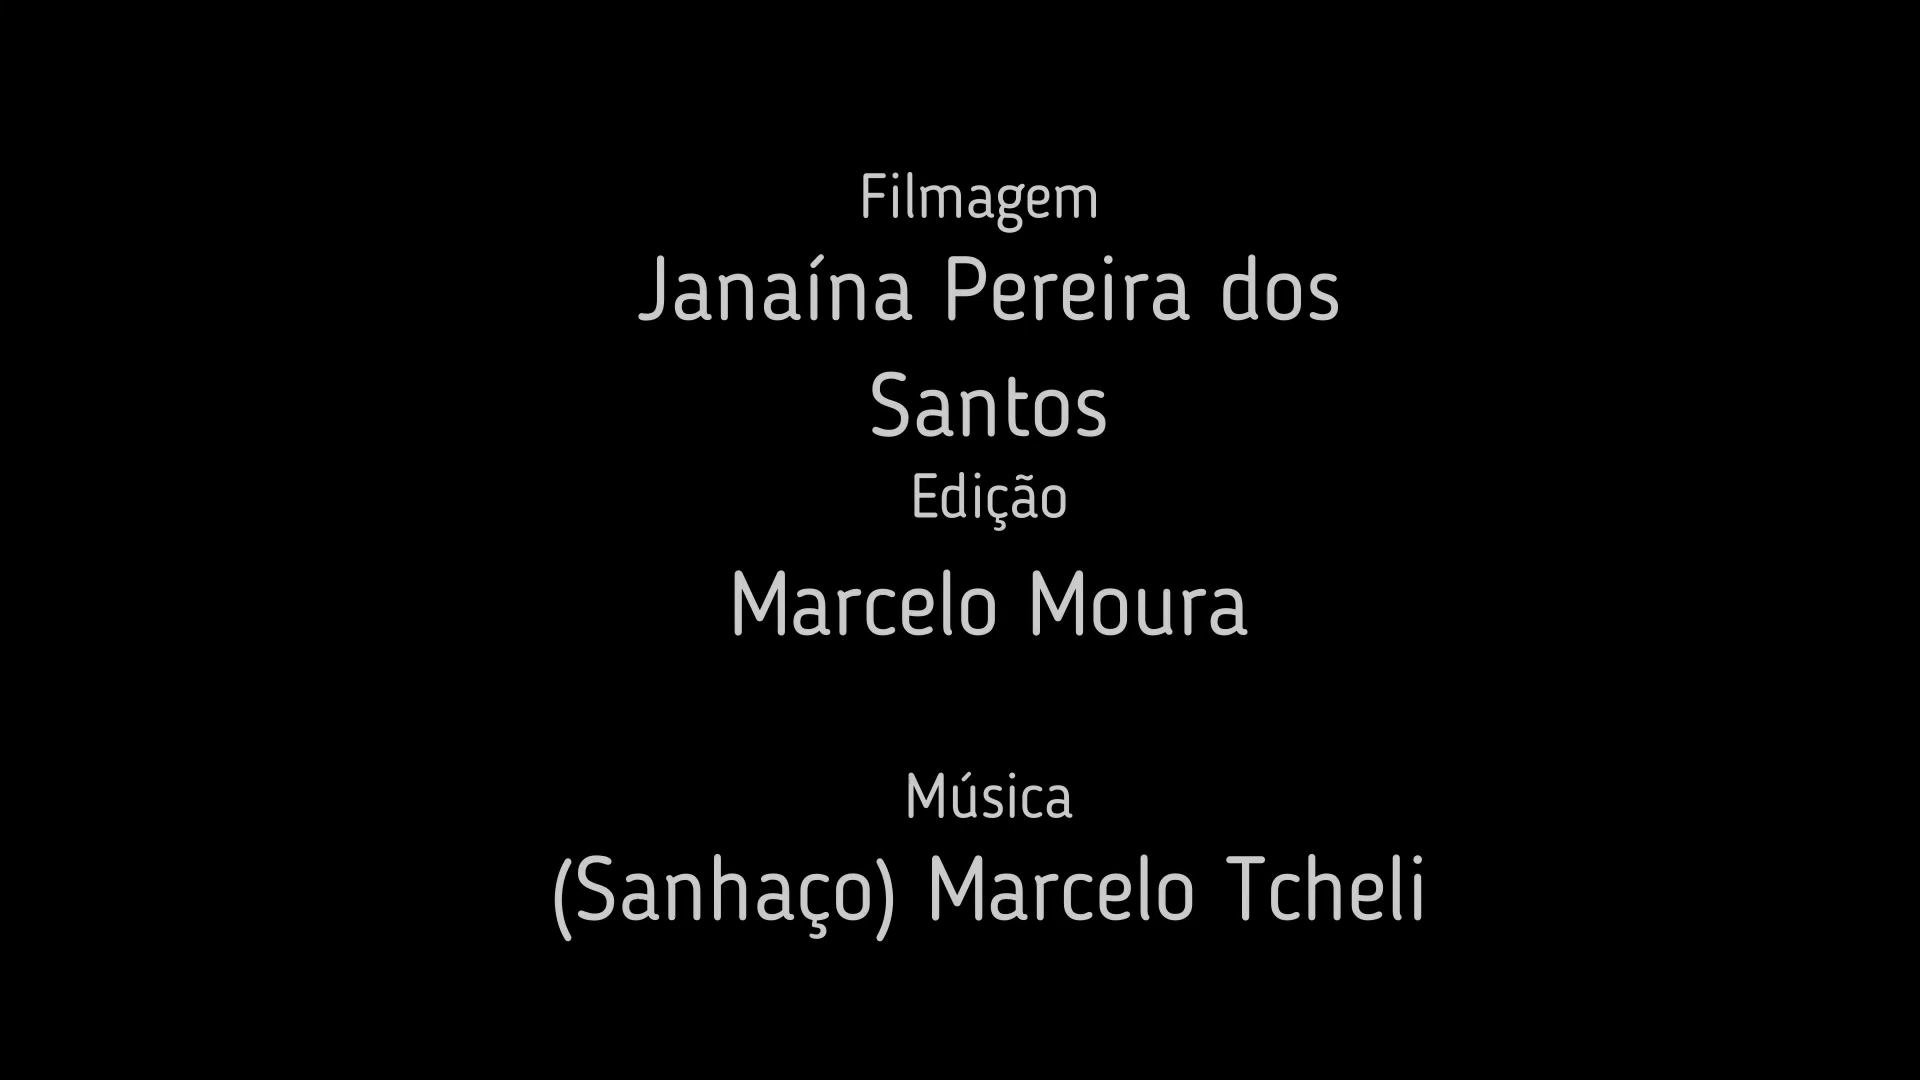 Filmagem
Janaína Pereira dos
Santos
Edição
Marcelo Moura
Música
(Sanhaço) Marcelo Tcheli